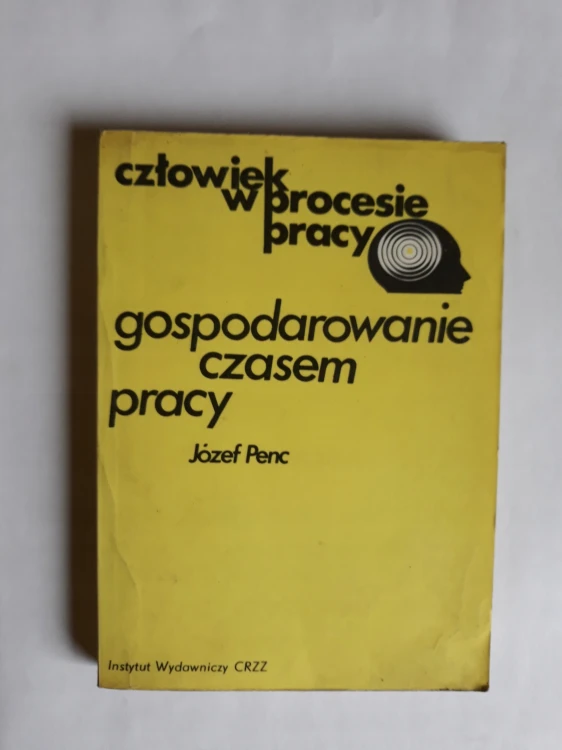 człowiek
w procesie
pracy
gospodarowanie
czasem
pracy
Józef Penc
Instytut Wydawniczy CRZZ